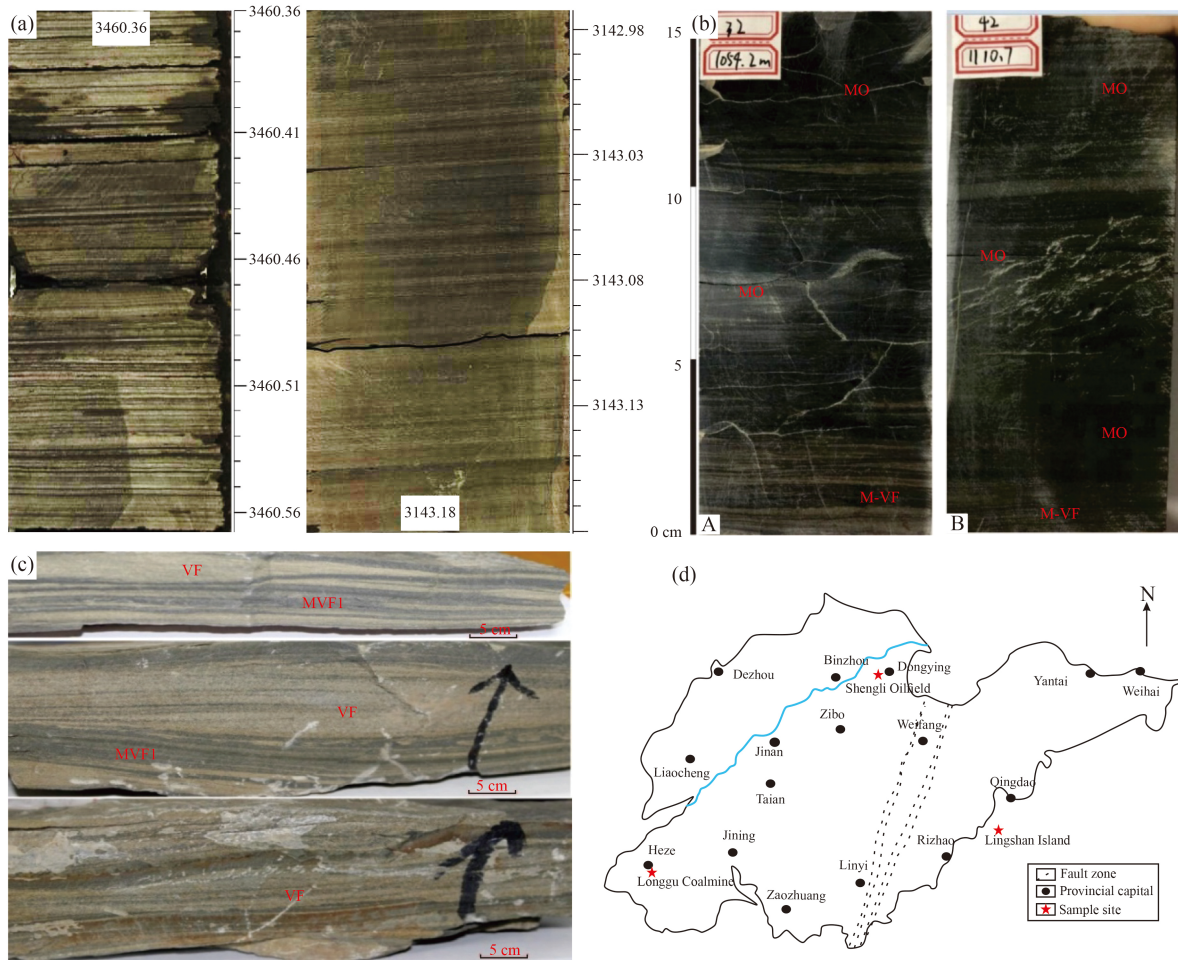 (a)
3460.36
3460.36
3460.41
3460.46
3460.51
3460.56
3142.98
3143.03
3143.08
3143.13
3143.18
(b)
15
10
5
0 cm
32
1054.2m
MO
MO
M-VF
A
42
1110.7
MO
MO
MO
M-VF
B
(c)
VF
MVF1
5 cm
VF
MVF1
5 cm
VF
5 cm
(d)
N
Dezhou
Binzhou
Dongying
Shengli Oilfield
Yantai
Weihai
Zibo
Weifang
Jinan
Liaocheng
Taian
Qingdao
Lingshan Island
Jining
Rizhao
Heze
Longgu Coalmine
Linyi
Zaozhuang
Fault zone
Provincial capital
Sample site